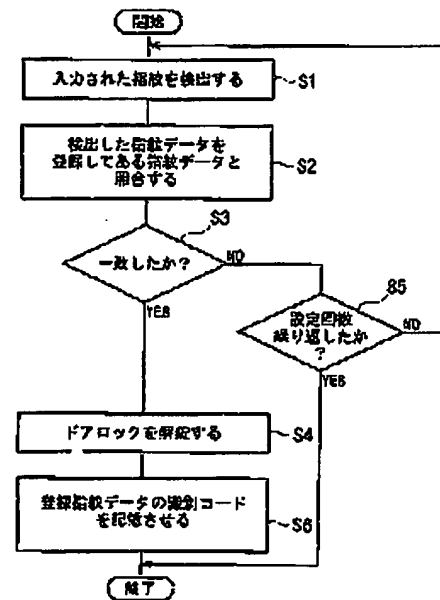 開始
入力された指紋を検出する
S1
検出した指紋データを
登録してある指紋データと
照合する
S2
S3
一致したか?
NO
YES
S5
設定回数
繰り返したか
?
NO
YES
ドアロックを解錠する
S4
登録指紋データの識別コード
を記憶させる
S6
終了